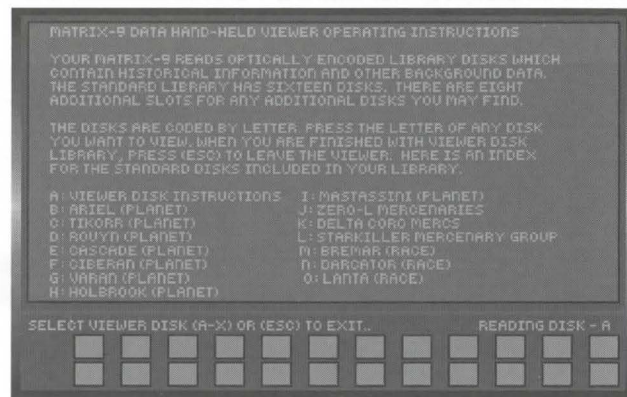 MATRIX-9 DATA HAND-HELD VIEWER OPERATING INSTRUCTIONS
YOUR MATRIX-9 READS OPTICALLY ENCODED LIBRARY DISKS WHICH
CONTAIN HISTORICAL INFORMATION AND OTHER BACKGROUND DATA.
THE STANDARD LIBRARY HAS SIXTEEN DISKS. THERE ARE EIGHT
ADDITIONAL SLOTS FOR ANY ADDITIONAL DISKS YOU MAY FIND.
THE DISKS ARE CODED BY LETTER. PRESS THE LETTER OF ANY DISK
YOU WANT TO VIEW. WHEN YOU ARE FINISHED WITH VIEWER DISK
LIBRARY, PRESS (ESC) TO LEAVE THE VIEWER. HERE IS AN INDEX
FOR THE STANDARD DISKS INCLUDED IN YOUR LIBRARY.
A: VIEWER DISK INSTRUCTIONS I: MASTASSINI (PLANET)
B: ARIEL (PLANET) J: ZERO-L MERCENARIES
C: TIKORR (PLANET) K: DELTA CORO MERCS
D: ROUYN (PLANET) L: STARKILLER MERCENARY GROUP
E: CASCADE (PLANET) M: BREMAR (RACE)
F: CIBERAN (PLANET) N: DARCATOR (RACE)
G: VARAN (PLANET) O: LANTA (RACE)
H: HOLBROOK (PLANET)
SELECT VIEWER DISK (A-X) OR (ESC) TO EXIT.. READING DISK - A